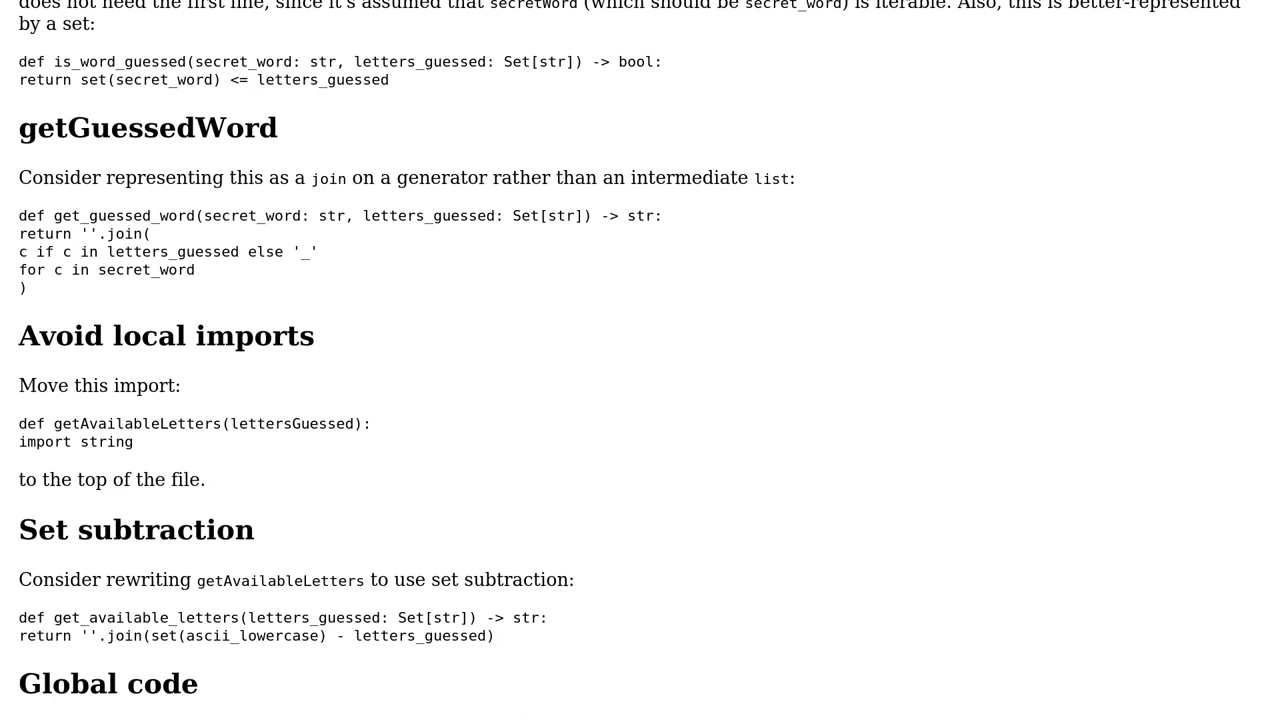 does not need the first line, since it's assumed that secretWord (which should be secret_word) is iterable. Also, this is better-represented
by a set:
def is_word_guessed(secret_word: str, letters_guessed: Set[str]) -> bool:
return set(secret_word) <= letters_guessed
getGuessedWord
Consider representing this as a join on a generator rather than an intermediate list:
def get_guessed_word(secret_word: str, letters_guessed: Set[str]) -> str:
return ''.join(
c if c in letters_guessed else '_'
for c in secret_word
)
Avoid local imports
Move this import:
def getAvailableLetters(lettersGuessed):
import string
to the top of the file.
Set subtraction
Consider rewriting getAvailableLetters to use set subtraction:
def get_available_letters(letters_guessed: Set[str]) -> str:
return ''.join(set(ascii_lowercase) - letters_guessed)
Global code